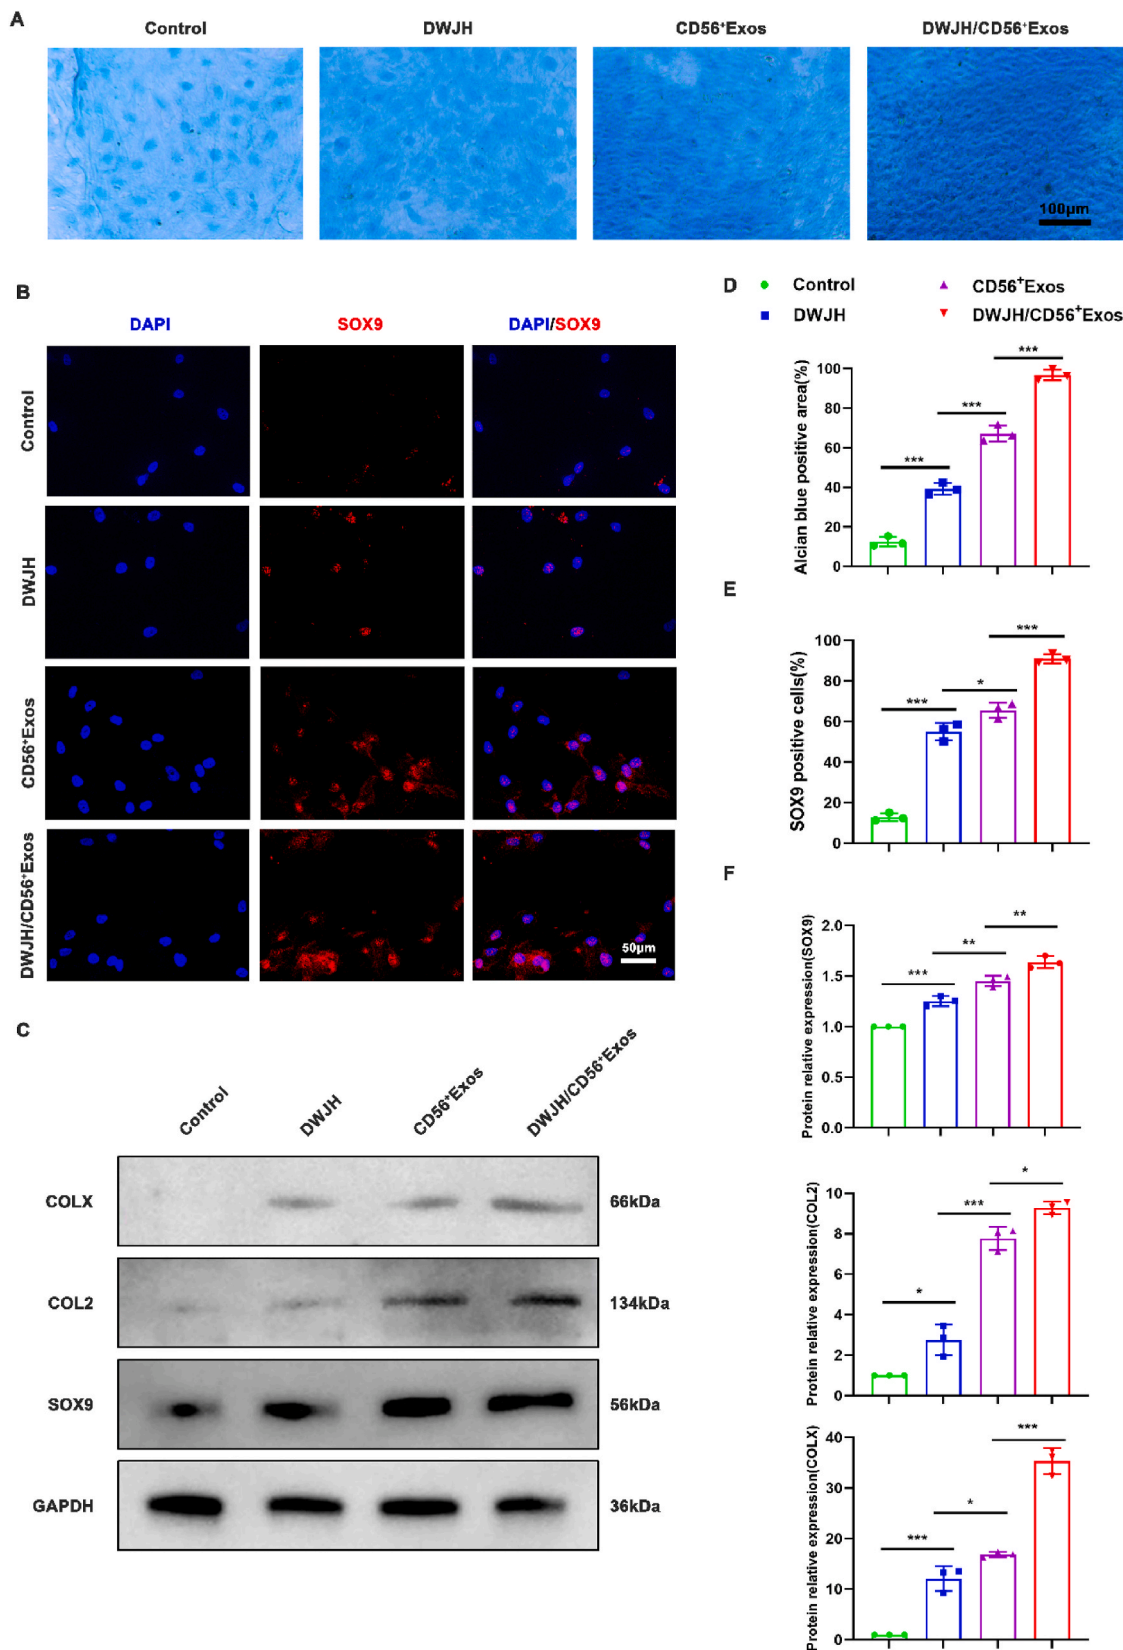 A
Control
DWJH
CD56⁺Exos
DWJH/CD56⁺Exos
100μm
B
DAPI
SOX9
DAPI/SOX9
Control
DWJH
CD56⁺Exos
DWJH/CD56⁺Exos
50μm
C
Control
DWJH
CD56⁺Exos
DWJH/CD56⁺Exos
COLX
66kDa
COL2
134kDa
SOX9
56kDa
GAPDH
36kDa
D
Control
CD56⁺Exos
DWJH
DWJH/CD56⁺Exos
Alcian blue positive area(%)
100
80
60
40
20
0
***
***
***
E
SOX9 positive cells(%)
100
80
60
40
20
0
***
*
***
F
Protein relative expression(SOX9)
2.0
1.5
1.0
0.5
0.0
***
**
**
Protein relative expression(COL2)
10
8
6
4
2
0
*
***
*
Protein relative expression(COLX)
40
30
20
10
0
***
*
***